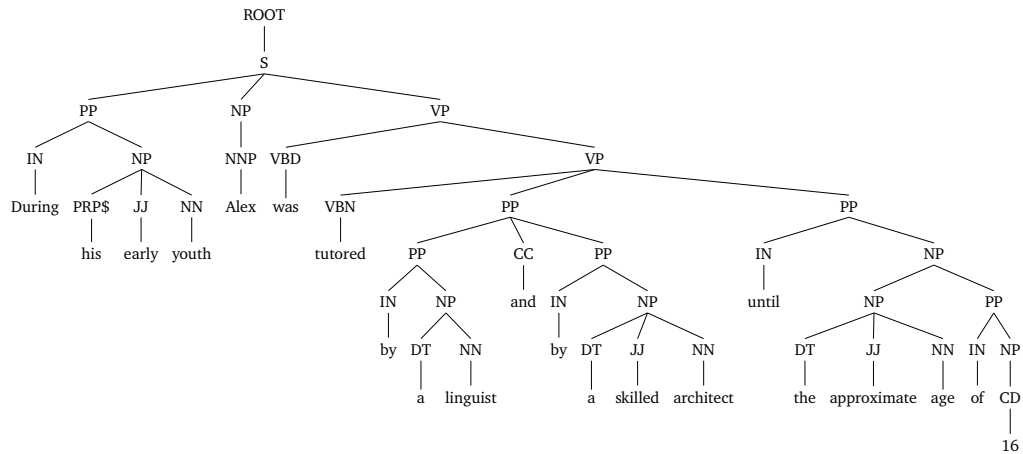 ROOT
S
PP NP VP
IN NP NNP VBD VP
During PRP$ JJ NN Alex was VBN PP PP
his early youth tutored PP CC PP IN NP
IN NP and IN NP until NP PP
by DT NN by DT JJ NN DT JJ NN IN NP
a linguist a skilled architect the approximate age of CD
16